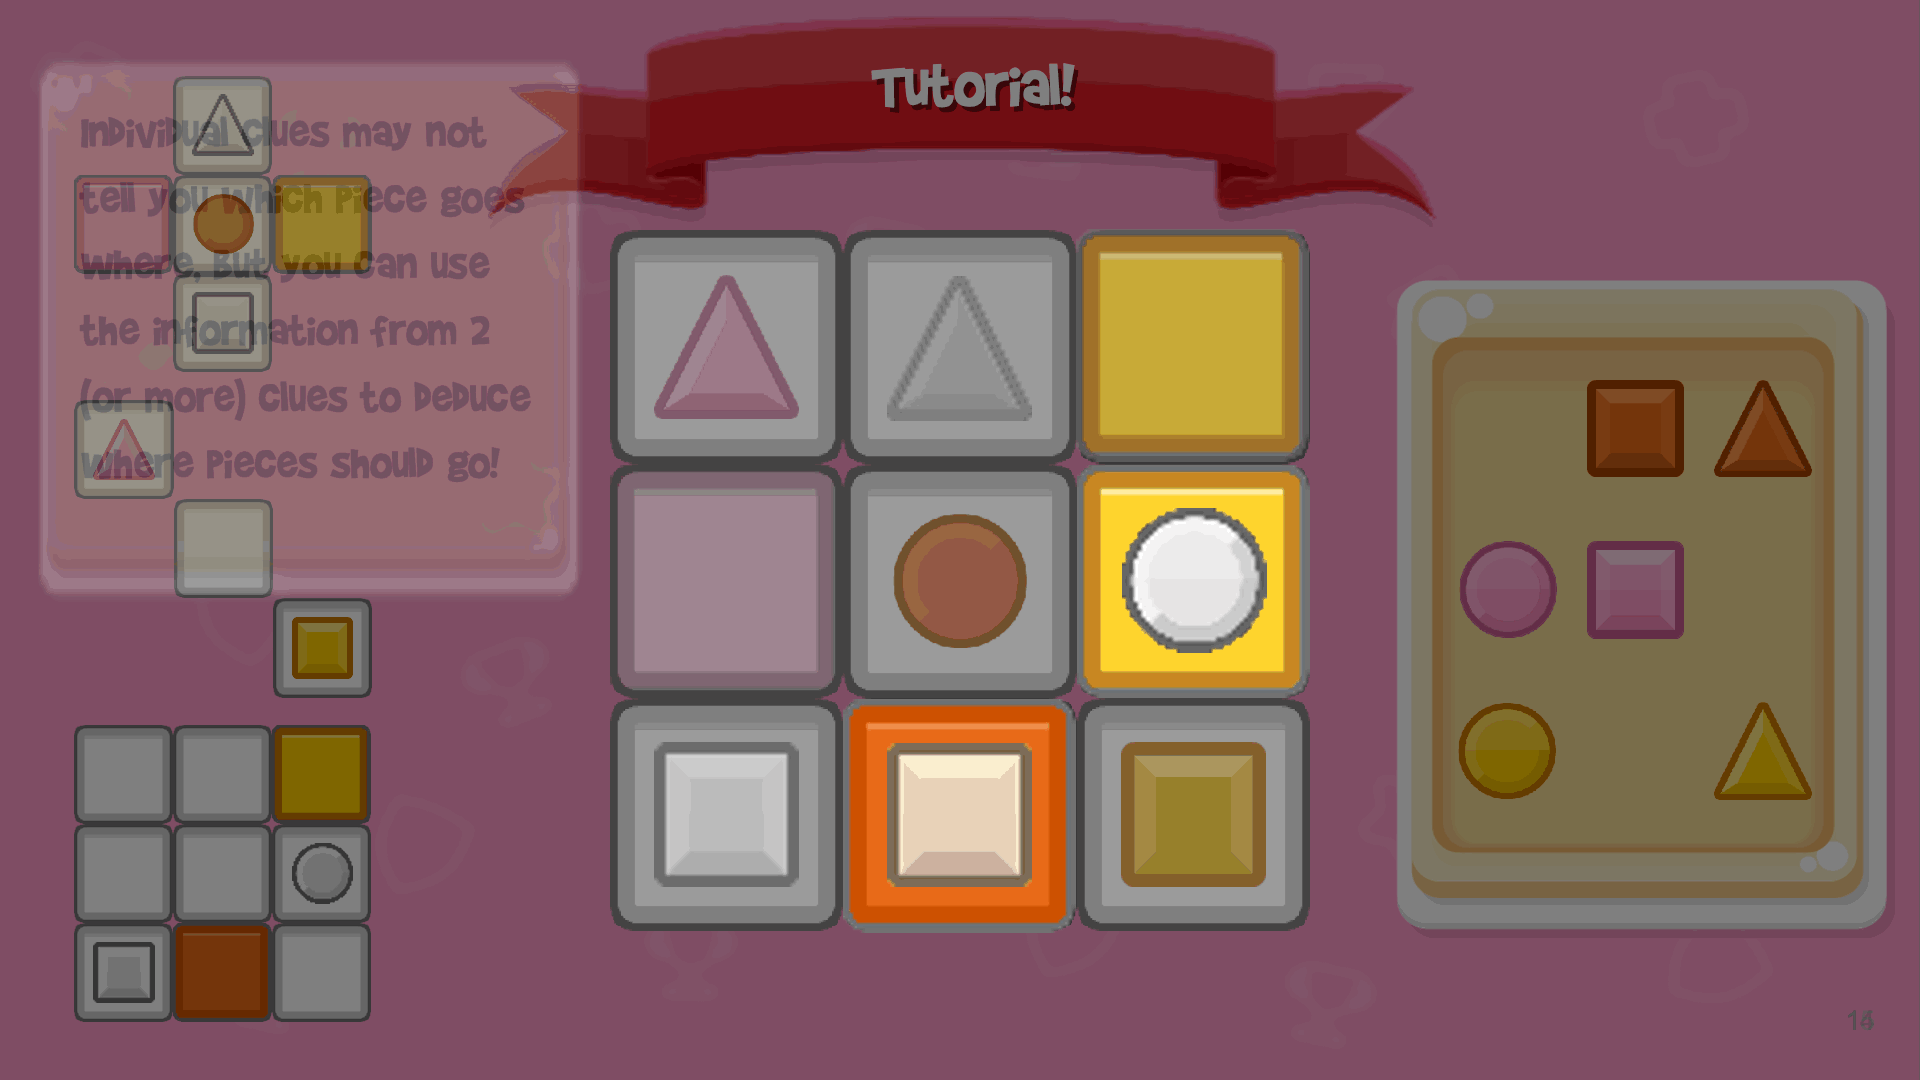 Tutorial!
Individual clues may not
tell you which piece goes
where, but you can use
the information from 2
(or more) clues to deduce
where pieces should go!
14